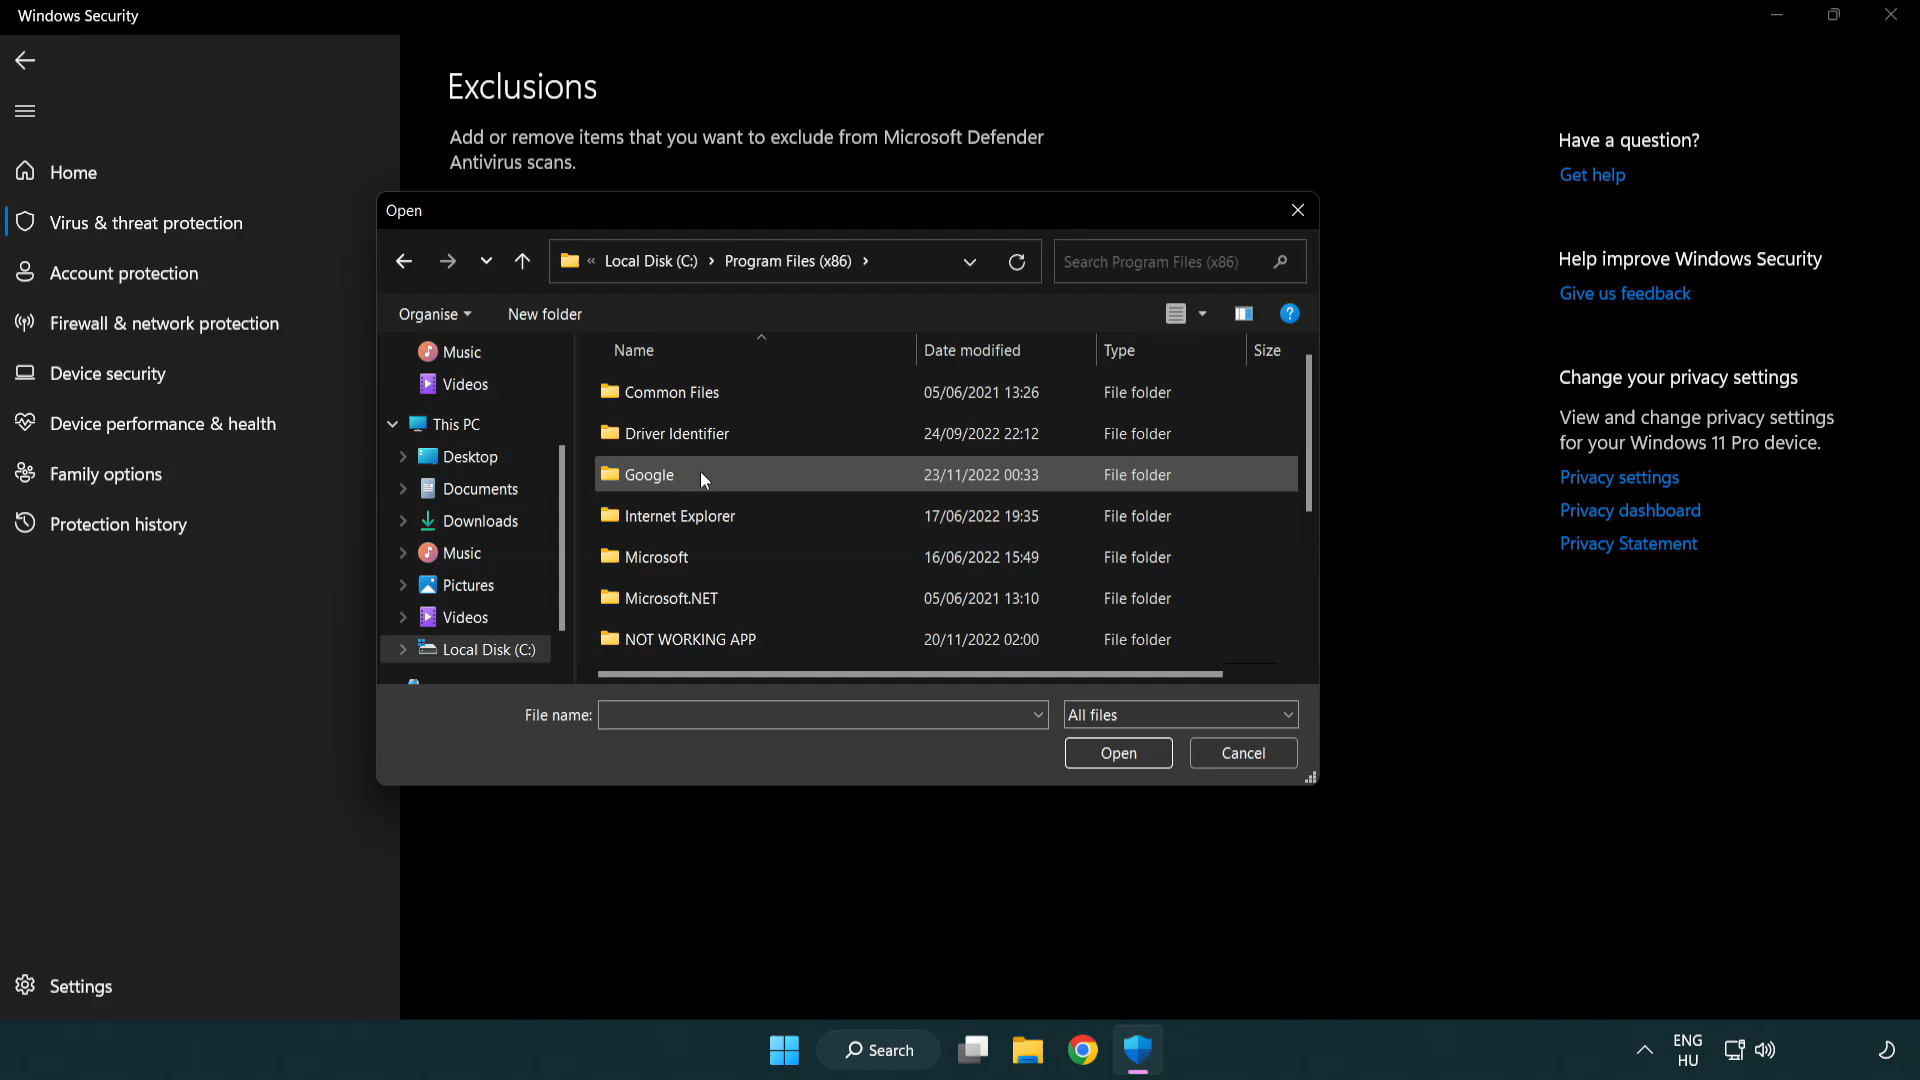 Windows Security
Exclusions
Add or remove items that you want to exclude from Microsoft Defender
Antivirus scans.
Home
Virus & threat protection
Account protection
Firewall & network protection
Device security
Device performance & health
Family options
Protection history
Settings
Open
« Local Disk (C:) › Program Files (x86) ›
Search Program Files (x86)
Organise
New folder
Music
Videos
This PC
Desktop
Documents
Downloads
Music
Pictures
Videos
Local Disk (C:)
Name Date modified Type Size
Common Files 05/06/2021 13:26 File folder
Driver Identifier 24/09/2022 22:12 File folder
Google 23/11/2022 00:33 File folder
Internet Explorer 17/06/2022 19:35 File folder
Microsoft 16/06/2022 15:49 File folder
Microsoft.NET 05/06/2021 13:10 File folder
NOT WORKING APP 20/11/2022 02:00 File folder
File name:
All files
Open
Cancel
Have a question?
Get help
Help improve Windows Security
Give us feedback
Change your privacy settings
View and change privacy settings
for your Windows 11 Pro device.
Privacy settings
Privacy dashboard
Privacy Statement
Search
ENG
HU